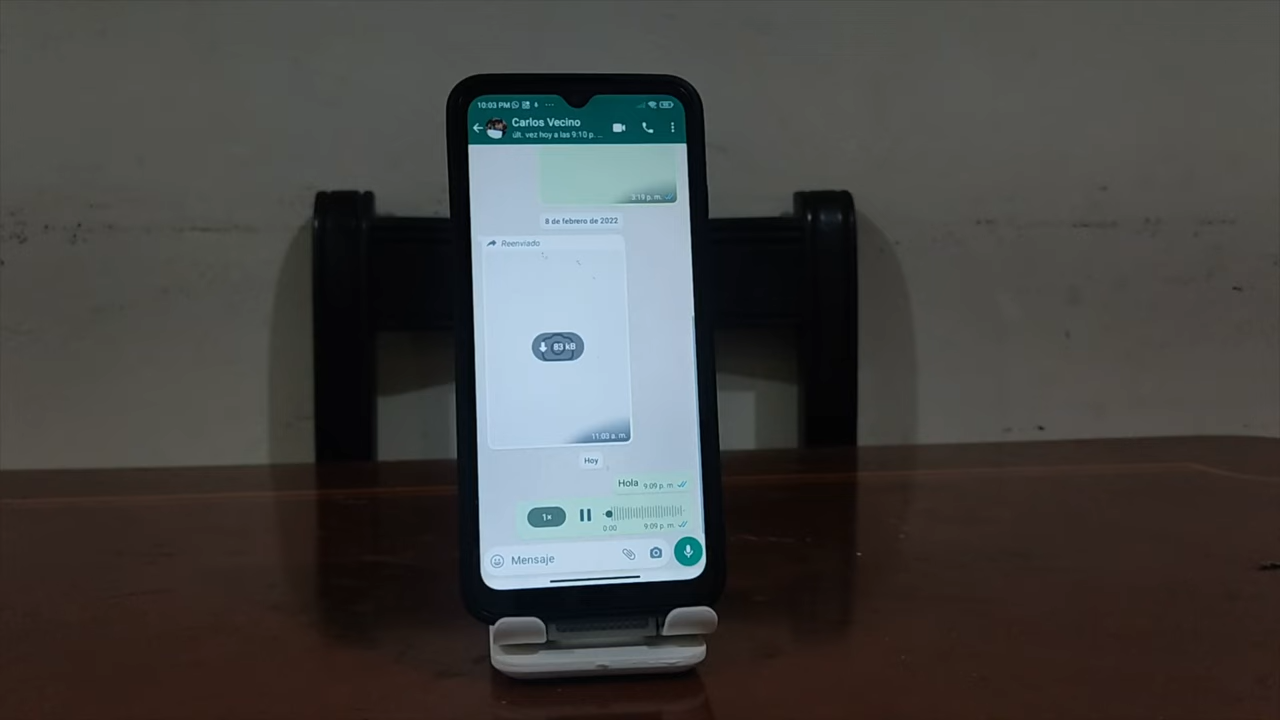 10:03 PM
Carlos Vecino
últ. vez hoy a las 9:10 p. ...
3:19 p. m.
8 de febrero de 2022
Reenviado
83 kB
11:03 a. m.
Hoy
Hola 9:09 p. m.
1×
0:00 9:09 p. m.
Mensaje